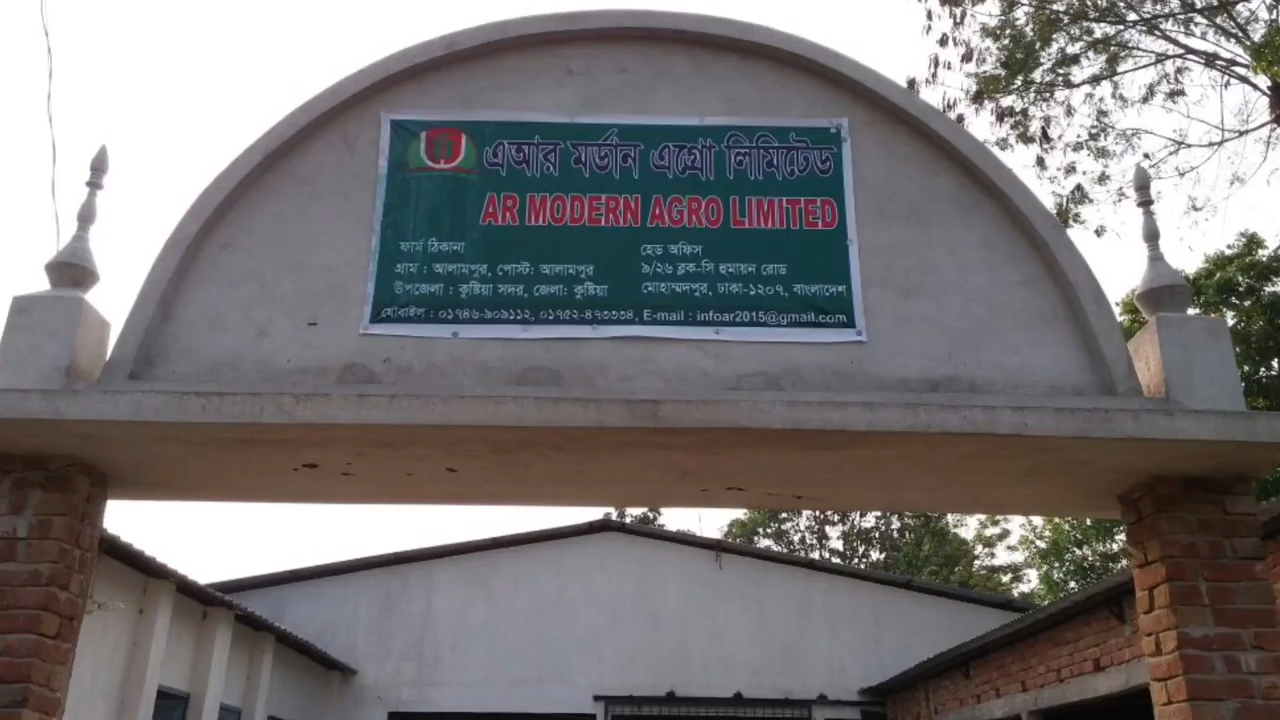 এআর মর্ডান এগ্রো লিমিটেড
AR MODERN AGRO LIMITED
ফার্ম ঠিকানা
গ্রাম : আলামপুর, পোস্ট: আলামপুর
উপজেলা : কুষ্টিয়া সদর, জেলা: কুষ্টিয়া
হেড অফিস
৯/২৬ ব্লক-সি হুমায়ন রোড
মোহাম্মদপুর, ঢাকা-১২০৭, বাংলাদেশ
মোবাইল : ০১৭৪৬-৯০৯১১২, ০১৭৫২-৪৭৩৩৩৪, E-mail : infoar2015@gmail.com